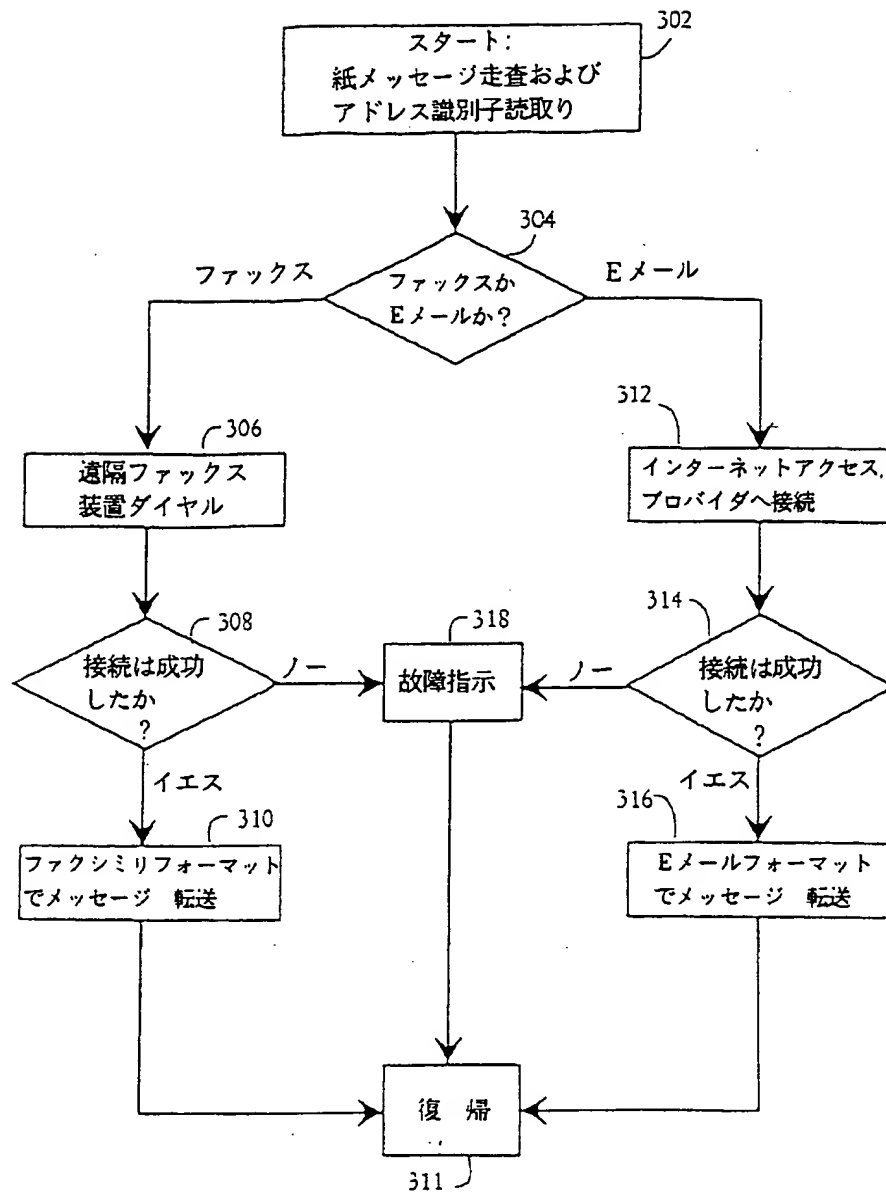 302
スタート:
紙メッセージ走査および
アドレス識別子読取り
304
ファックス
ファックスか
Eメールか?
Eメール
306
遠隔ファックス
装置ダイヤル
312
インターネットアクセス,
プロバイダへ接続
308
接続は成功
したか
?
ノー
318
故障指示
ノー
314
接続は成功
したか
?
イエス
イエス
310
ファクシミリフォーマット
でメッセージ 転送
316
Eメールフォーマット
でメッセージ 転送
復 帰
311